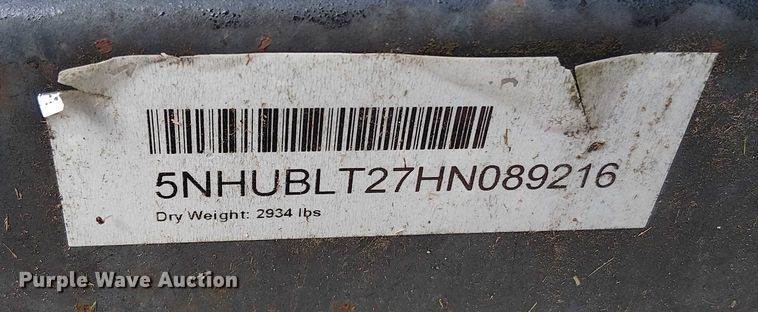 5NHUBLT27HN089216
Dry Weight: 2934 lbs
Purple Wave Auction